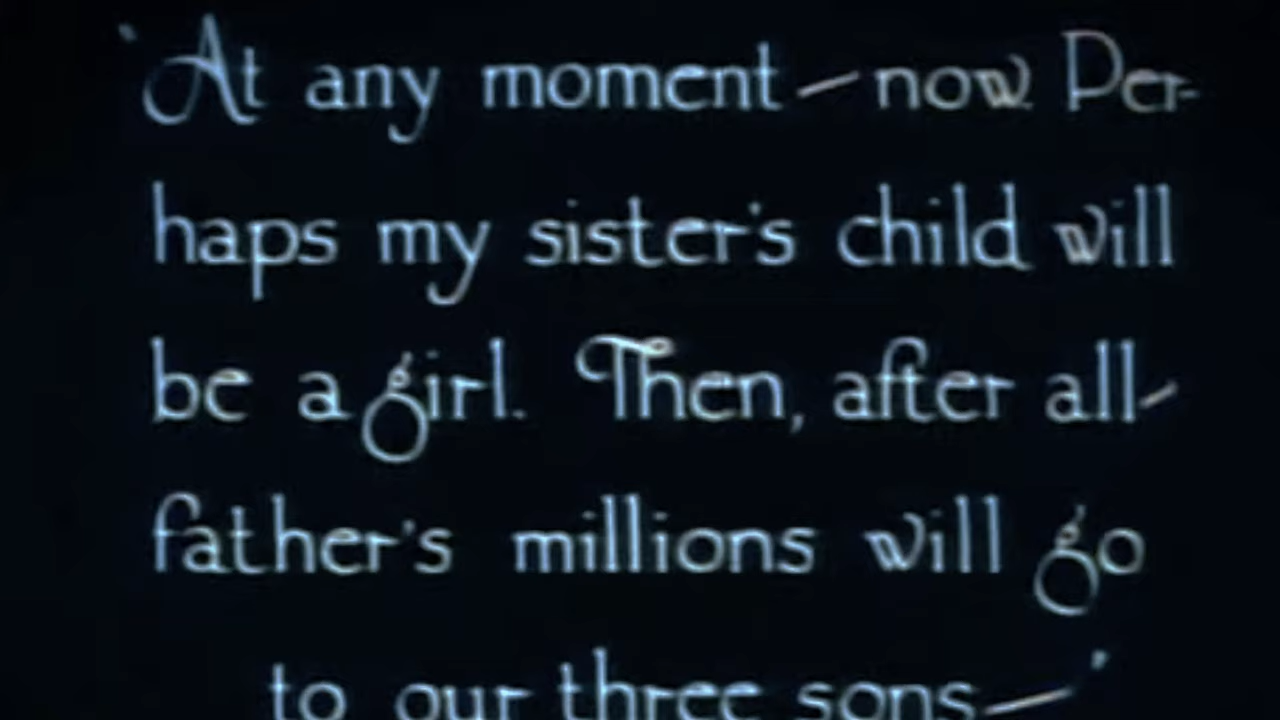 'At any moment – now Per-
haps my sister's child will
be a girl. Then, after all –
father's millions will go
to our three sons – '